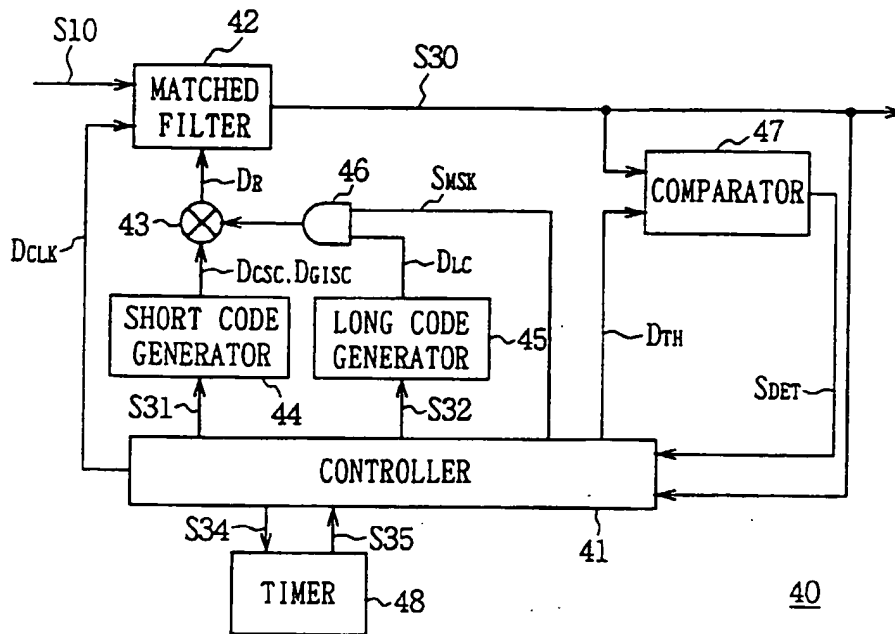 S10
42
S30
MATCHED
FILTER
47
COMPARATOR
DR
46
SMSK
43
DCLK
DCSC.DGISC
DLC
SHORT CODE
GENERATOR
LONG CODE
GENERATOR
45
DTH
SDET
S31
44
S32
CONTROLLER
S34
S35
41
TIMER
48
40